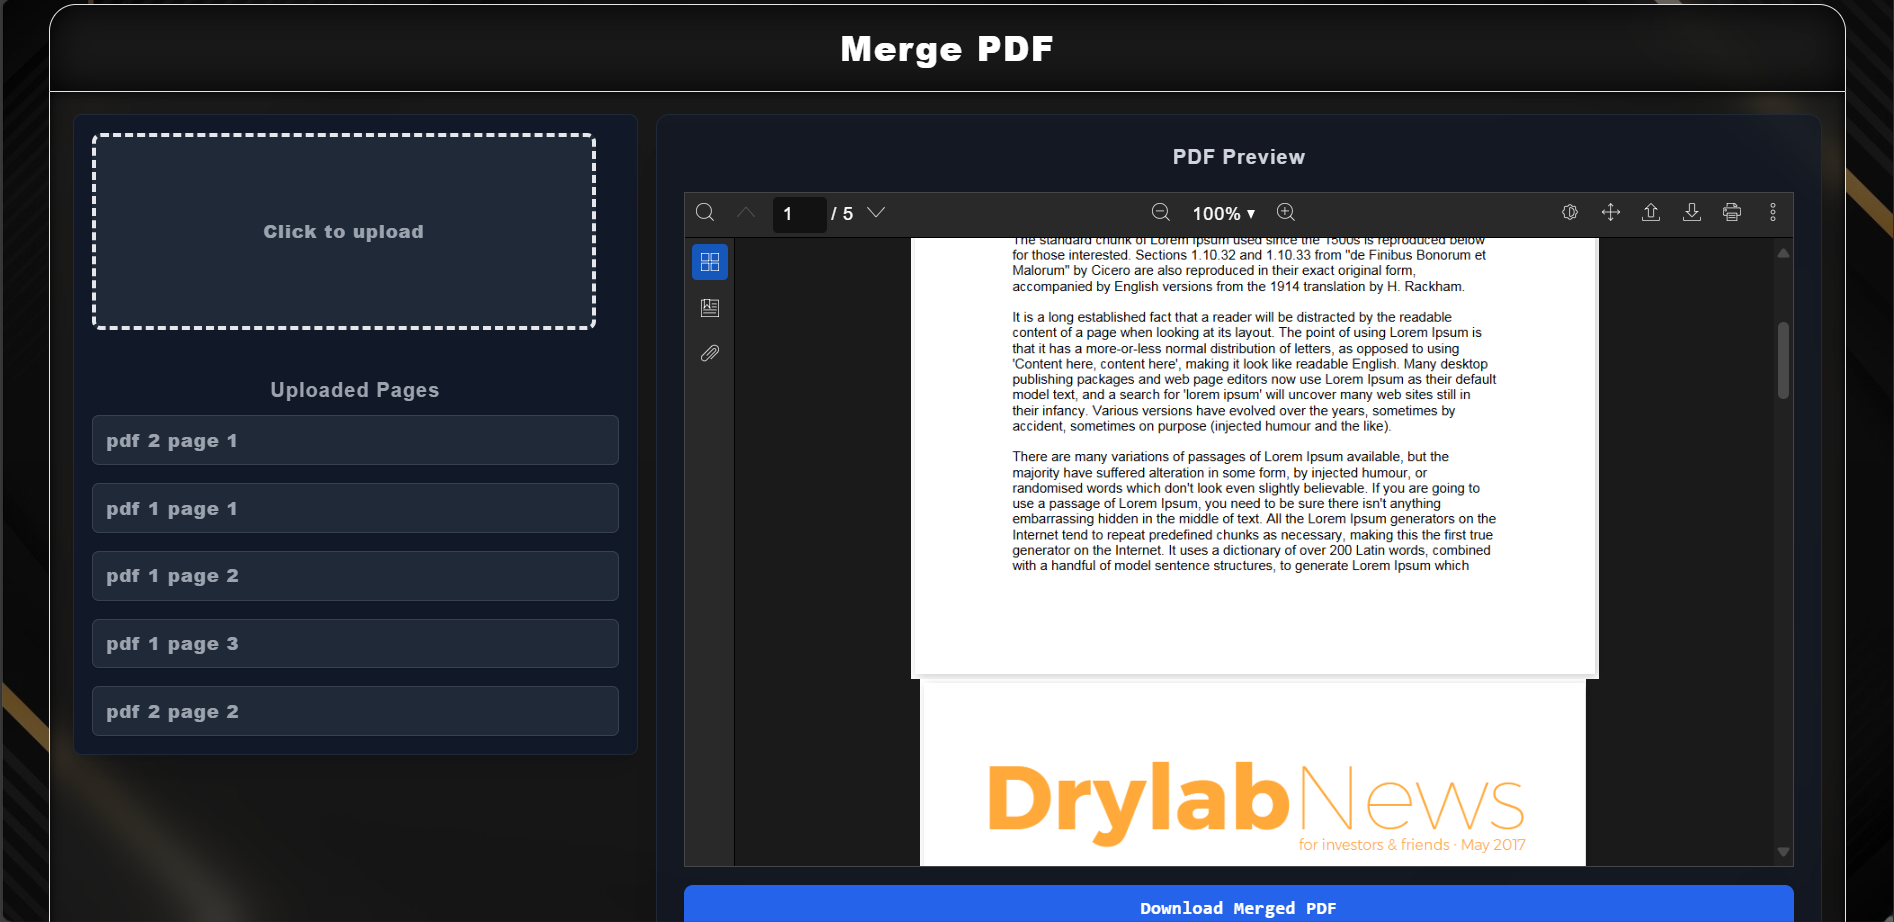 Merge PDF
Click to upload
Uploaded Pages
pdf 2 page 1
pdf 1 page 1
pdf 1 page 2
pdf 1 page 3
pdf 2 page 2
PDF Preview
1 / 5
100%
The standard chunk of Lorem Ipsum used since the 1500s is reproduced below
for those interested. Sections 1.10.32 and 1.10.33 from "de Finibus Bonorum et
Malorum" by Cicero are also reproduced in their exact original form,
accompanied by English versions from the 1914 translation by H. Rackham.
It is a long established fact that a reader will be distracted by the readable
content of a page when looking at its layout. The point of using Lorem Ipsum is
that it has a more-or-less normal distribution of letters, as opposed to using
'Content here, content here', making it look like readable English. Many desktop
publishing packages and web page editors now use Lorem Ipsum as their default
model text, and a search for 'lorem ipsum' will uncover many web sites still in
their infancy. Various versions have evolved over the years, sometimes by
accident, sometimes on purpose (injected humour and the like).
There are many variations of passages of Lorem Ipsum available, but the
majority have suffered alteration in some form, by injected humour, or
randomised words which don't look even slightly believable. If you are going to
use a passage of Lorem Ipsum, you need to be sure there isn't anything
embarrassing hidden in the middle of text. All the Lorem Ipsum generators on the
Internet tend to repeat predefined chunks as necessary, making this the first true
generator on the Internet. It uses a dictionary of over 200 Latin words, combined
with a handful of model sentence structures, to generate Lorem Ipsum which
DrylabNews
for investors & friends · May 2017
Download Merged PDF